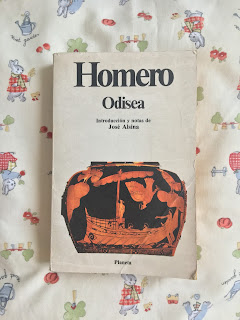 Homero
Odisea
Introducción y notas de
José Alsina
Planeta